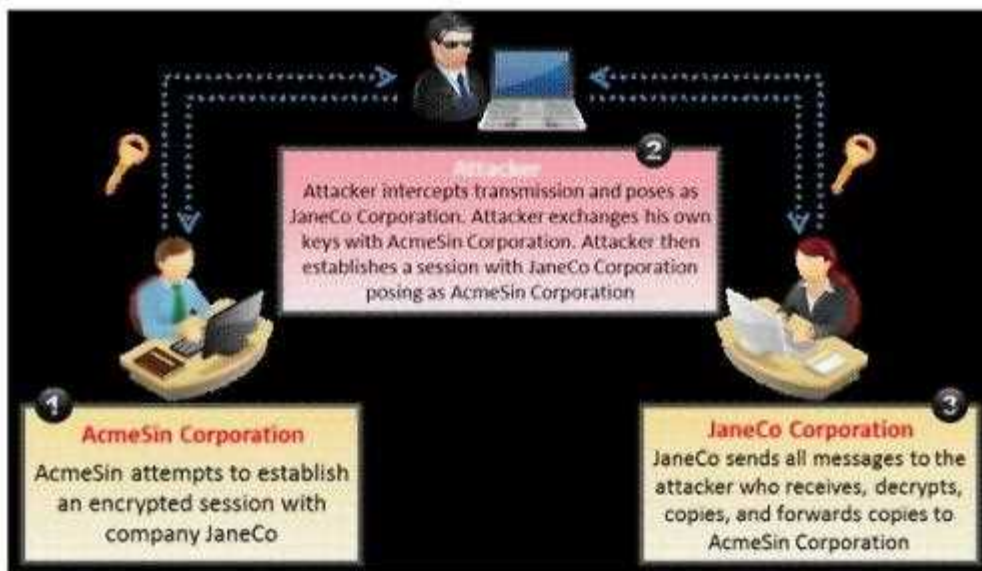 2
Attacker
Attacker intercepts transmission and poses as
JaneCo Corporation. Attacker exchanges his own
keys with AcmeSin Corporation. Attacker then
establishes a session with JaneCo Corporation
posing as AcmeSin Corporation
1
AcmeSin Corporation
AcmeSin attempts to establish
an encrypted session with
company JaneCo
3
JaneCo Corporation
JaneCo sends all messages to the
attacker who receives, decrypts,
copies, and forwards copies to
AcmeSin Corporation